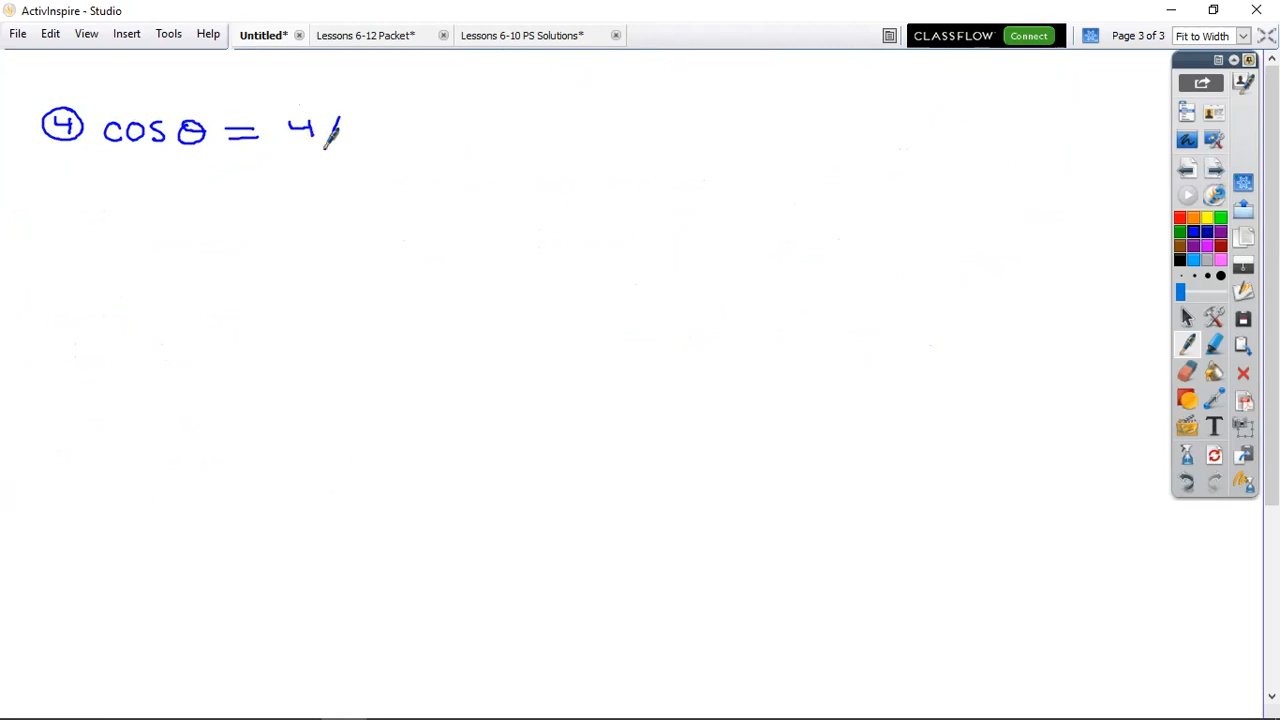 ActivInspire - Studio
File Edit View Insert Tools Help Untitled* Lessons 6-12 Packet* Lessons 6-10 PS Solutions* CLASSFLOW Connect Page 3 of 3 Fit to Width
④ cos θ = 4/